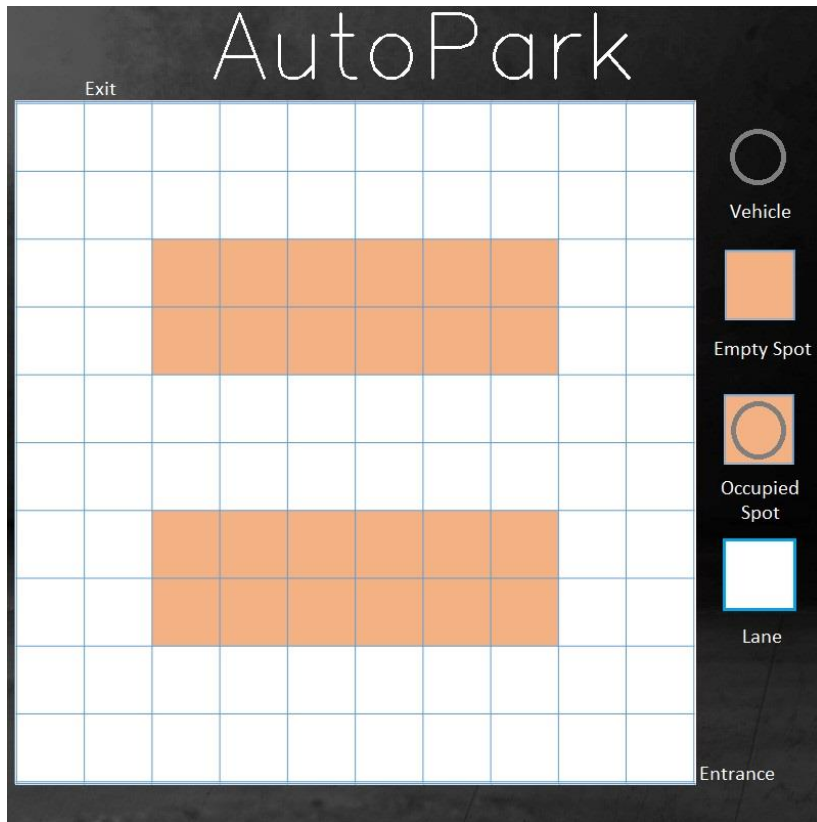 AutoPark
Exit
Vehicle
Empty Spot
Occupied
Spot
Lane
Entrance